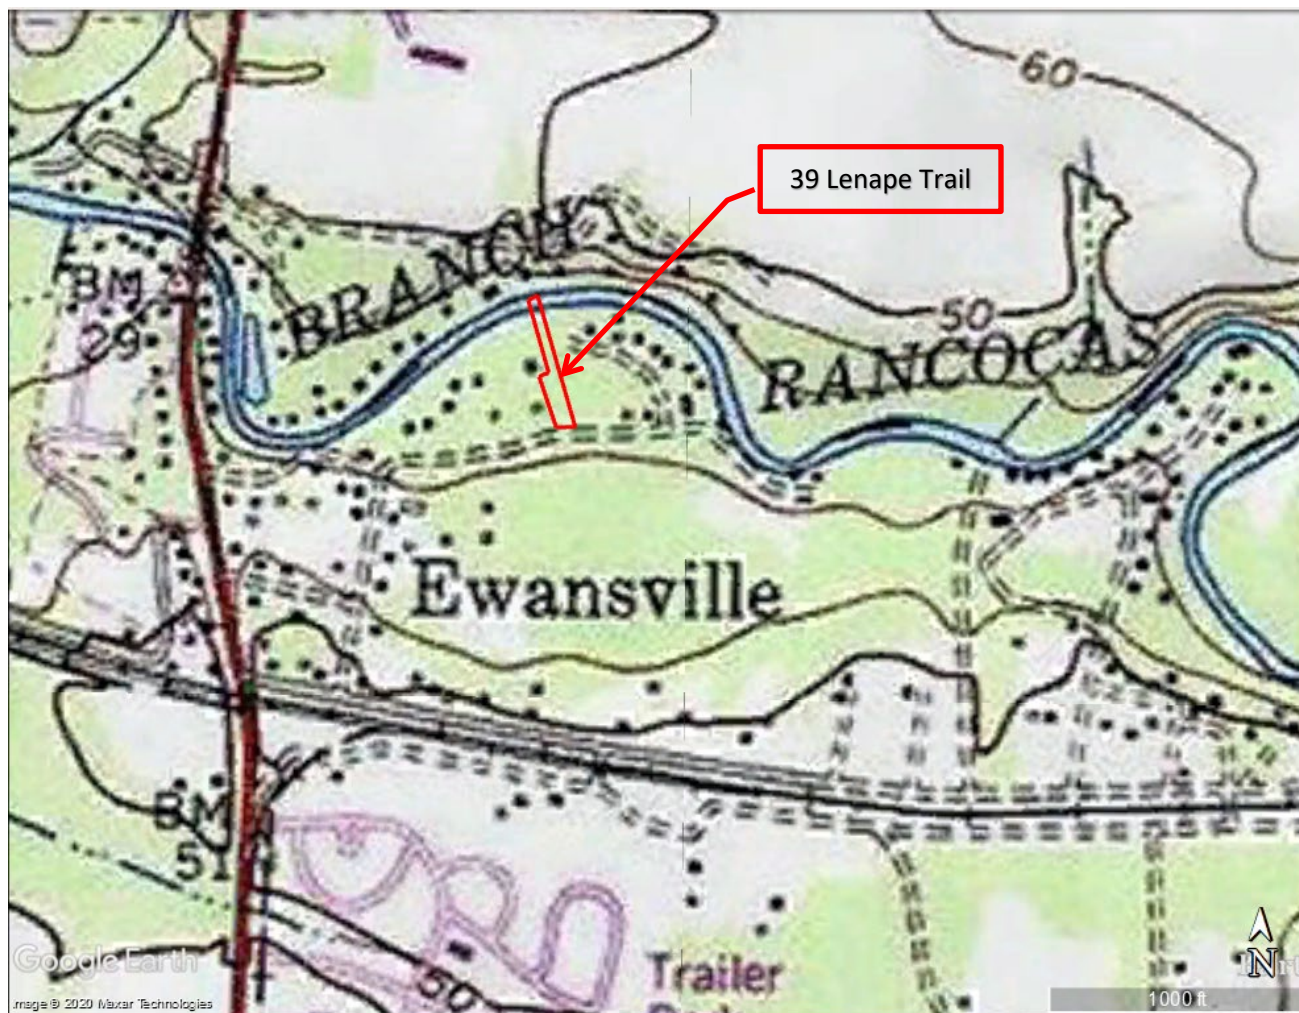 60
39 Lenape Trail
BRANCH
BM
29
50
RANCOCAS
Ewansville
BM
51
50
Trailer
Google Earth
Image © 2020 Maxar Technologies
N
1000 ft